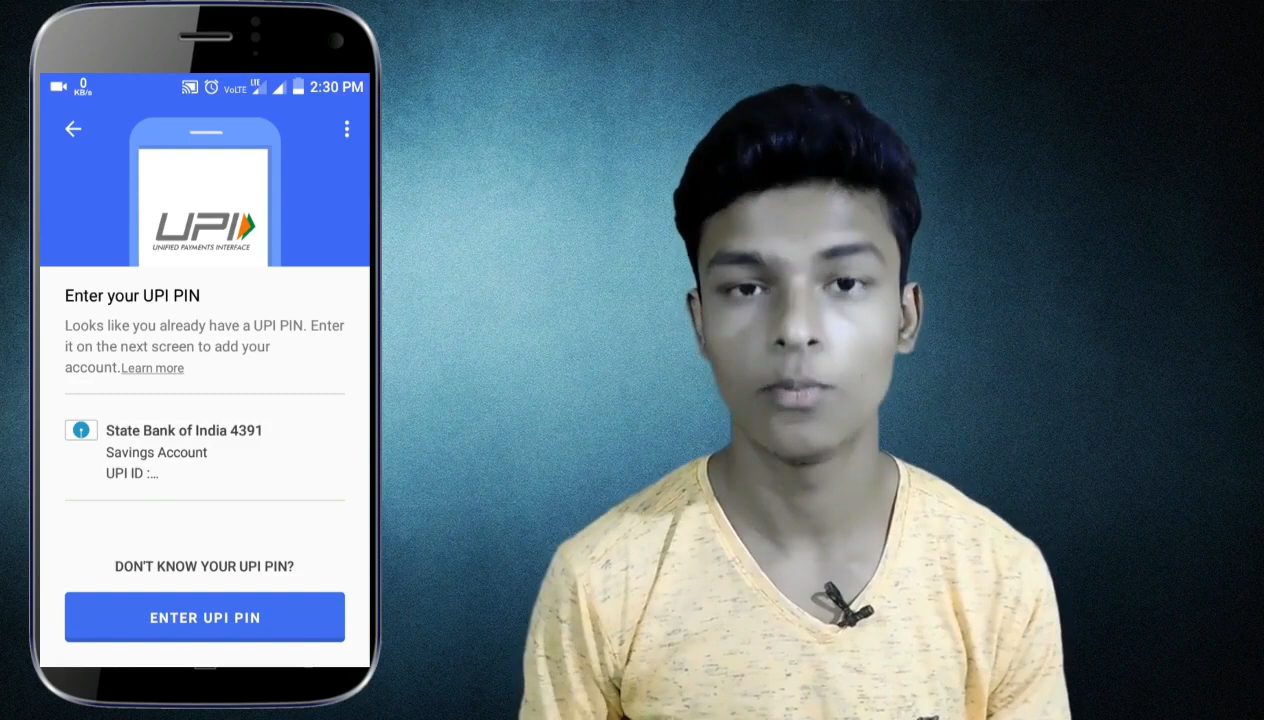 0
KB/s
VoLTE
LTE
2:30 PM
UPI
UNIFIED PAYMENTS INTERFACE
Enter your UPI PIN
Looks like you already have a UPI PIN. Enter
it on the next screen to add your
account.Learn more
State Bank of India 4391
Savings Account
UPI ID :...
DON'T KNOW YOUR UPI PIN?
ENTER UPI PIN